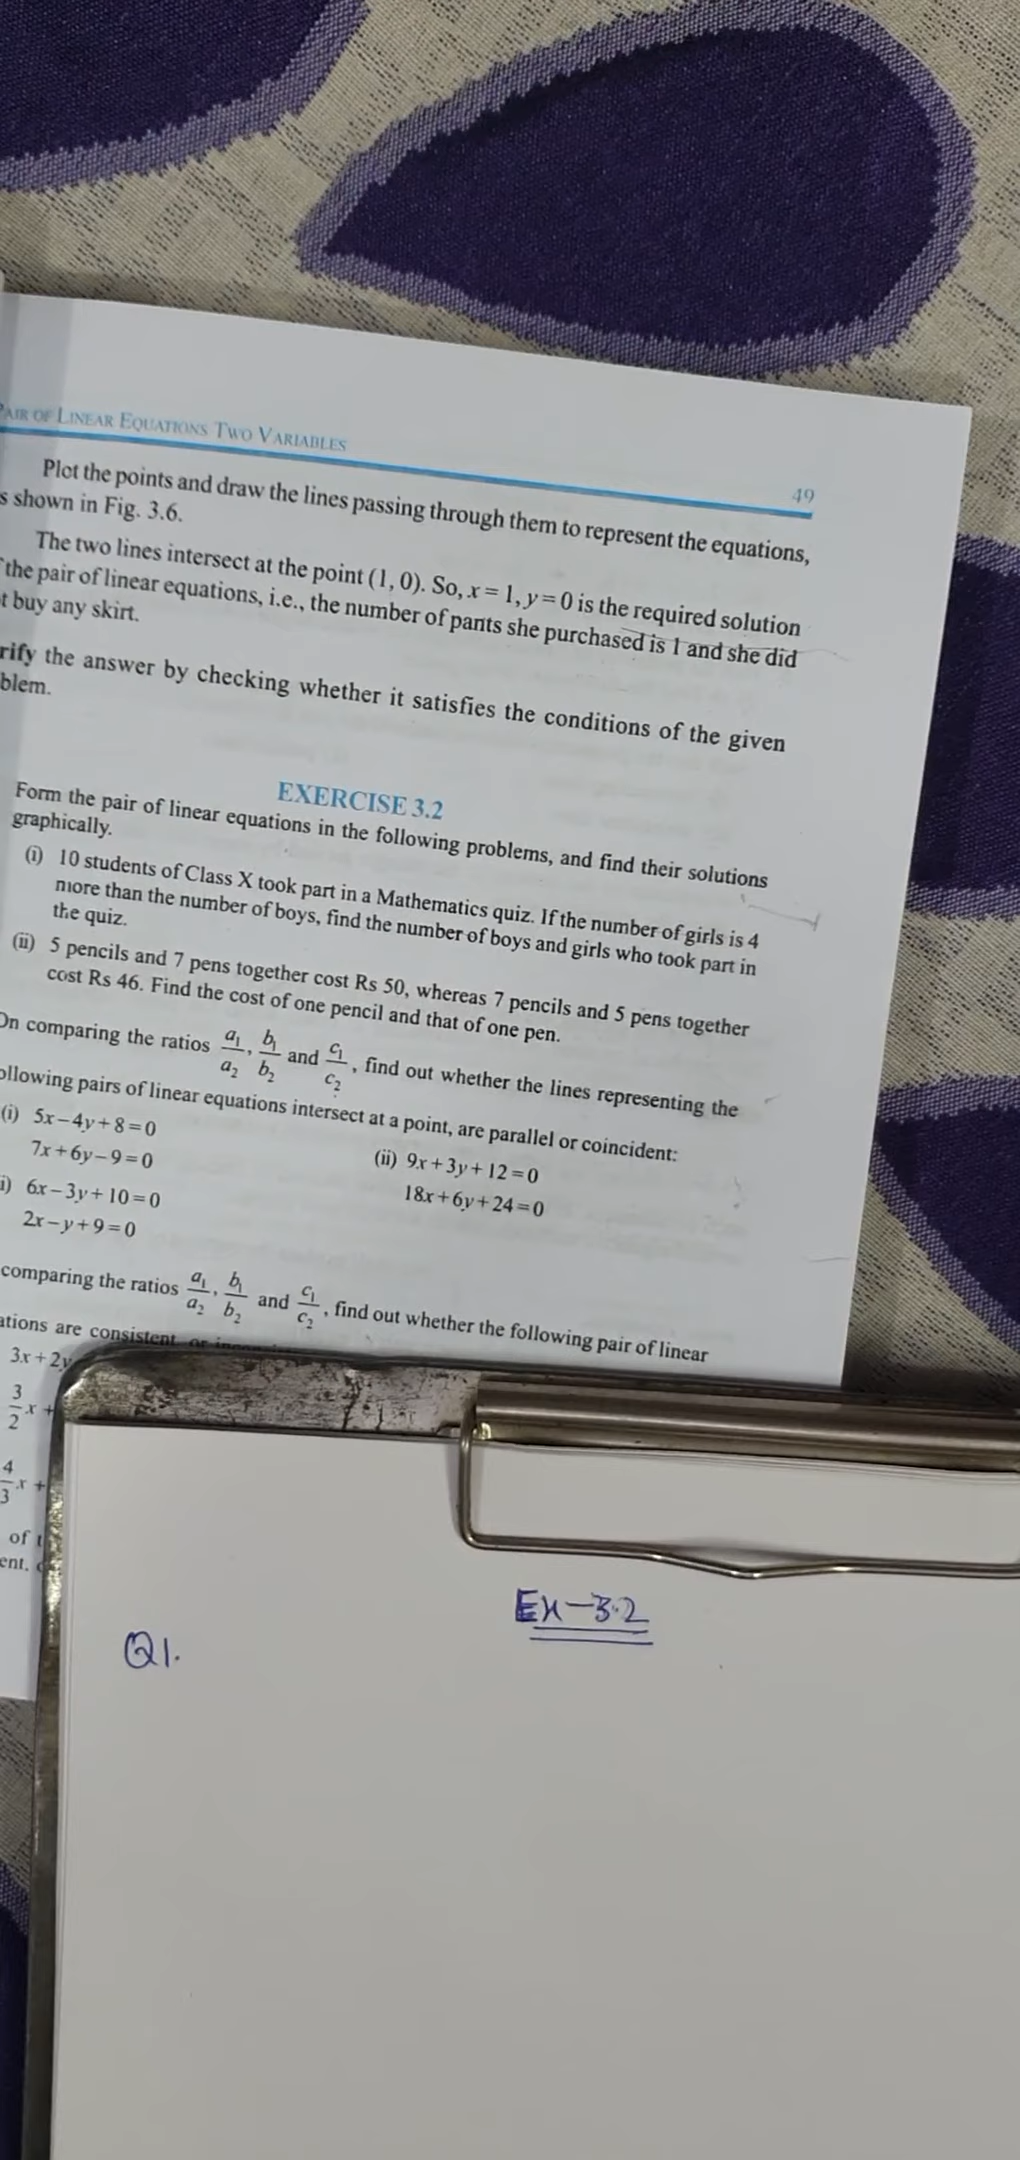 PAIR OF LINEAR EQUATIONS TWO VARIABLES
49
Plot the points and draw the lines passing through them to represent the equations,
s shown in Fig. 3.6.
The two lines intersect at the point (1, 0). So, x = 1, y = 0 is the required solution
the pair of linear equations, i.e., the number of pants she purchased is 1 and she did
t buy any skirt.
rify the answer by checking whether it satisfies the conditions of the given
blem.
EXERCISE 3.2
Form the pair of linear equations in the following problems, and find their solutions
graphically.
(i) 10 students of Class X took part in a Mathematics quiz. If the number of girls is 4
more than the number of boys, find the number of boys and girls who took part in
the quiz.
(ii) 5 pencils and 7 pens together cost Rs 50, whereas 7 pencils and 5 pens together
cost Rs 46. Find the cost of one pencil and that of one pen.
On comparing the ratios a₁/a₂, b₁/b₂ and c₁/c₂, find out whether the lines representing the
ollowing pairs of linear equations intersect at a point, are parallel or coincident:
(i) 5x – 4y + 8 = 0
7x + 6y – 9 = 0
(ii) 9x + 3y + 12 = 0
18x + 6y + 24 = 0
i) 6x – 3y + 10 = 0
2x – y + 9 = 0
comparing the ratios a₁/a₂, b₁/b₂ and c₁/c₂, find out whether the following pair of linear
ations are consistent, or
3x + 2y
3/2 x +
4/3 x +
of t
ent,
Ex – 3.2
Q1.